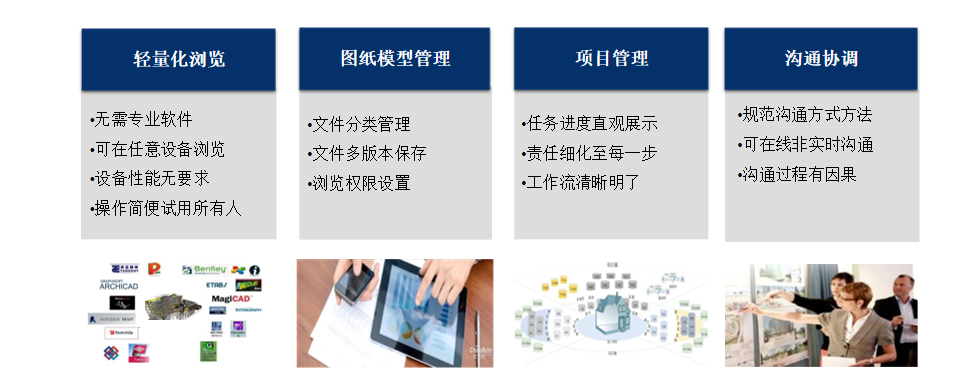 轻量化浏览
•无需专业软件
•可在任意设备浏览
•设备性能无要求
•操作简便试用所有人
图纸模型管理
•文件分类管理
•文件多版本保存
•浏览权限设置
项目管理
•任务进度直观展示
•责任细化至每一步
•工作流清晰明了
沟通协调
•规范沟通方式方法
•可在线非实时沟通
•沟通过程有因果
Bentley
GRAPHISOFT
ARCHICAD
ETABS
MagiCAD
AUTODESK REVIT
SketchUp